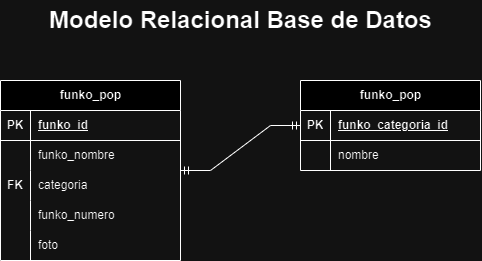 Modelo Relacional Base de Datos
funko_pop
PK funko_id
funko_nombre
FK categoria
funko_numero
foto
funko_pop
PK funko_categoria_id
nombre